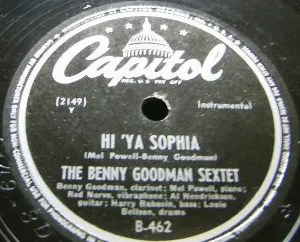 Capitol
REG. U.S. PAT. OFF.
(2149)
Instrumental
HI 'YA SOPHIA
(Mel Powell-Benny Goodman)
THE BENNY GOODMAN SEXTET
Benny Goodman, clarinet; Mel Powell, piano;
Red Norvo, vibraphone; Al Hendrickson,
guitar; Harry Babasin, bass; Louie
Bellson, drums
B-462